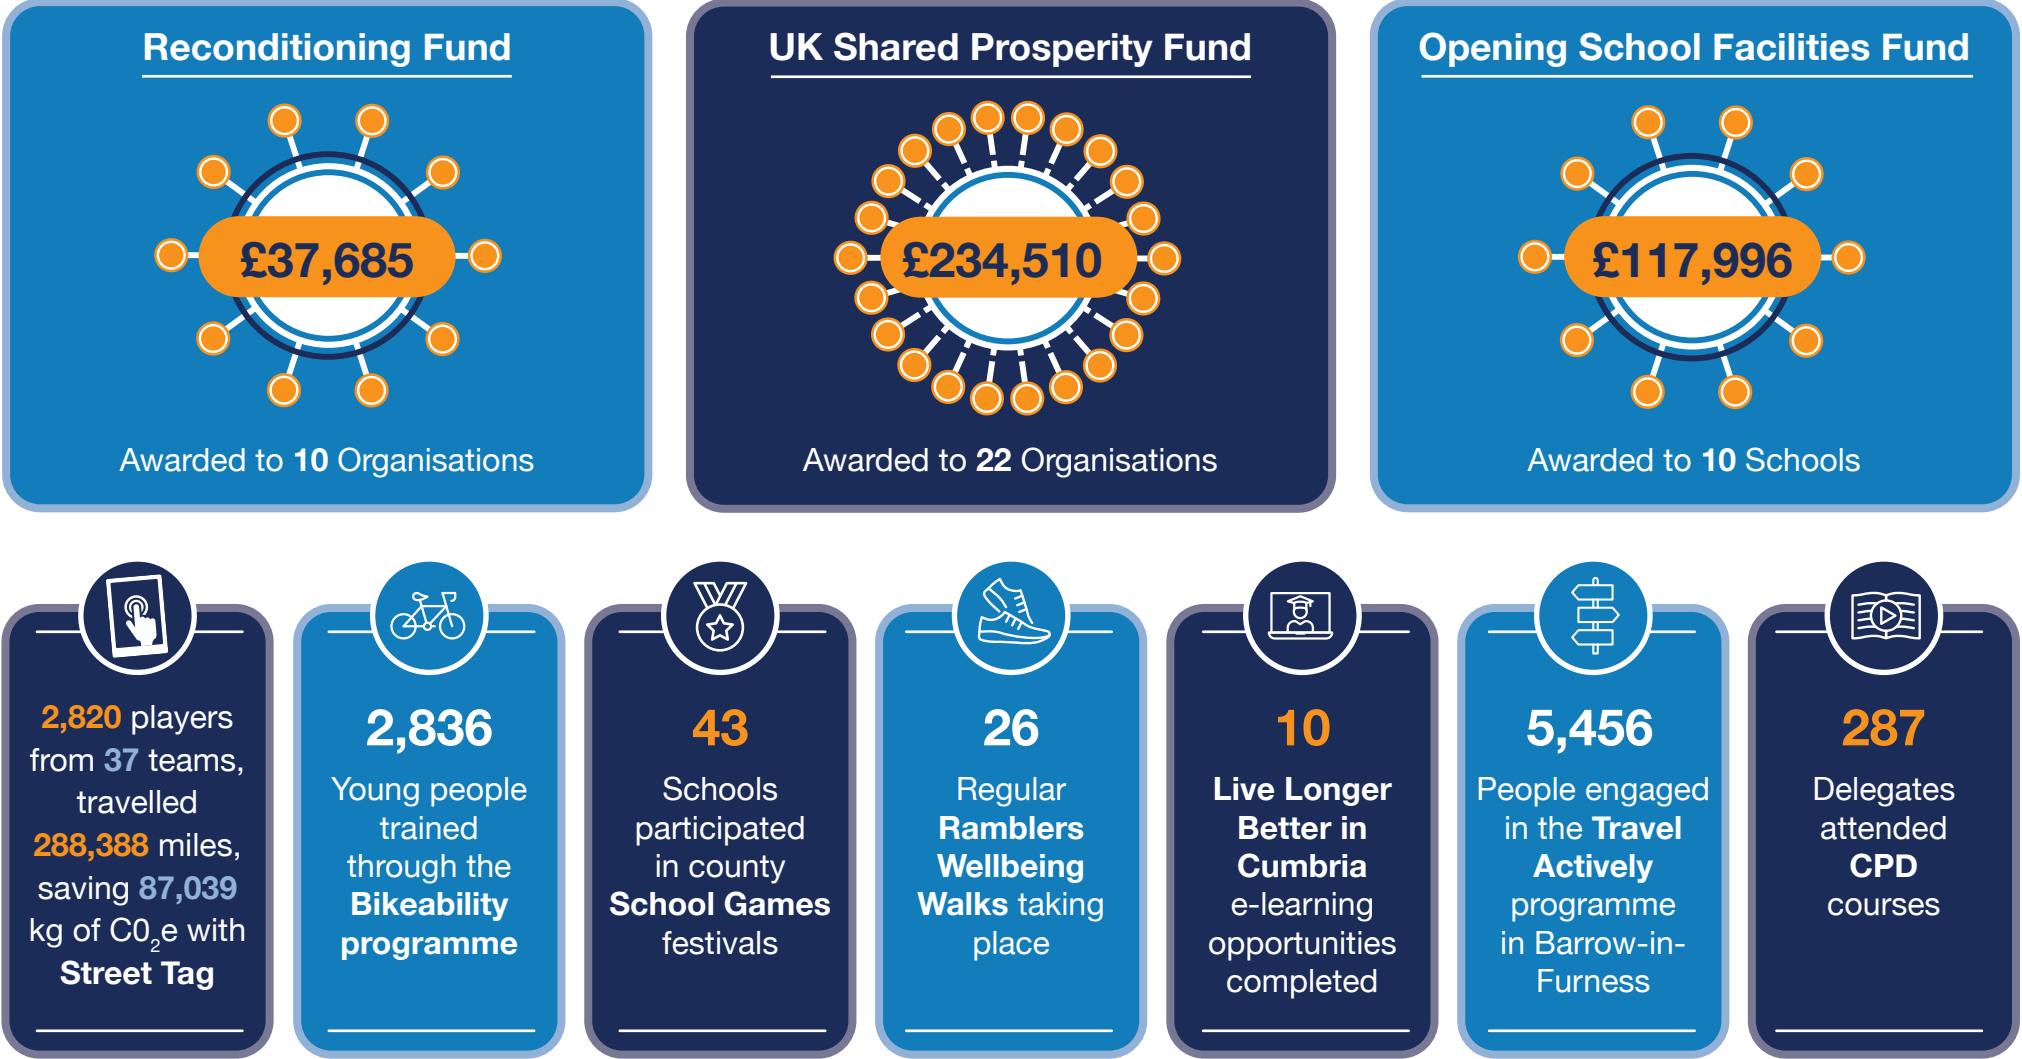 Reconditioning Fund
£37,685
Awarded to 10 Organisations
UK Shared Prosperity Fund
£234,510
Awarded to 22 Organisations
Opening School Facilities Fund
£117,996
Awarded to 10 Schools
2,820 players
from 37 teams,
travelled
288,388 miles,
saving 87,039
kg of C0₂e with
Street Tag
2,836
Young people
trained
through the
Bikeability
programme
43
Schools
participated
in county
School Games
festivals
26
Regular
Ramblers
Wellbeing
Walks taking
place
10
Live Longer
Better in
Cumbria
e-learning
opportunities
completed
5,456
People engaged
in the Travel
Actively
programme
in Barrow-in-
Furness
287
Delegates
attended
CPD
courses